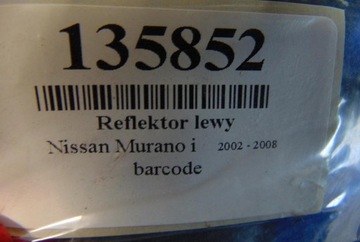 135852
Reflektor lewy
Nissan Murano i 2002 - 2008
barcode